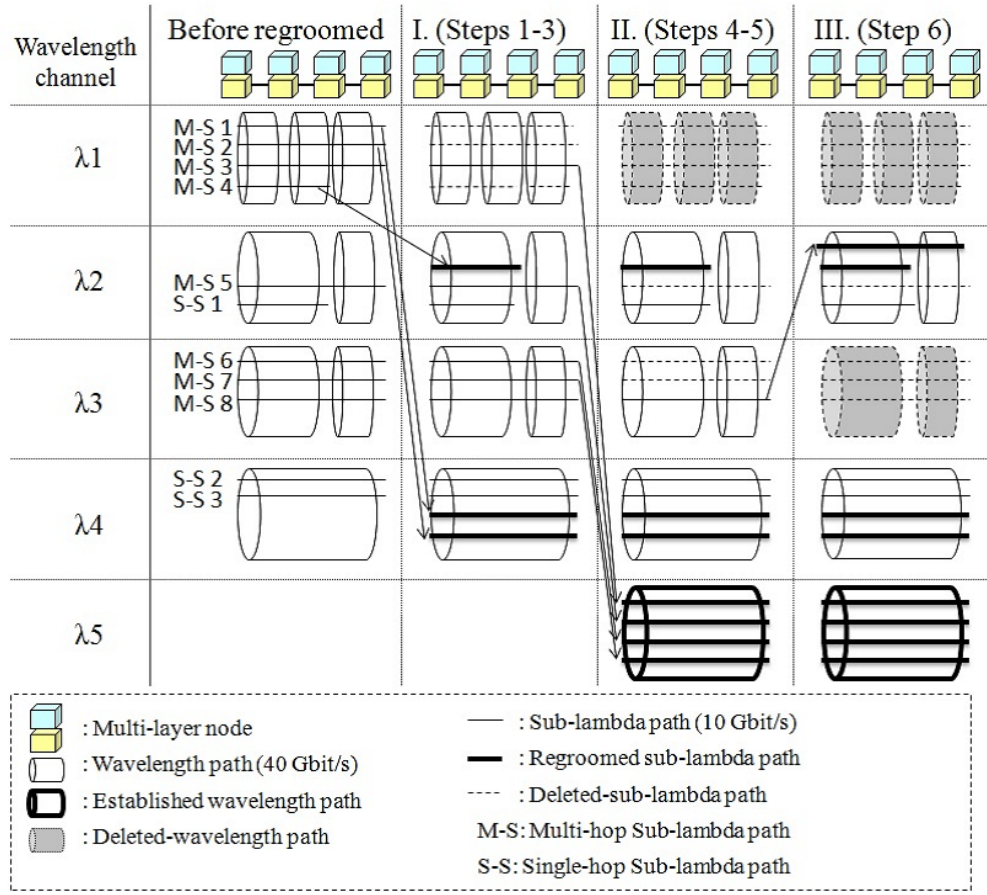 Wavelength channel
Before regroomed
I. (Steps 1-3)
II. (Steps 4-5)
III. (Step 6)
λ1
M-S 1
M-S 2
M-S 3
M-S 4
λ2
M-S 5
S-S 1
λ3
M-S 6
M-S 7
M-S 8
λ4
S-S 2
S-S 3
λ5
: Multi-layer node
: Wavelength path (40 Gbit/s)
: Established wavelength path
: Deleted-wavelength path
: Sub-lambda path (10 Gbit/s)
: Regroomed sub-lambda path
: Deleted-sub-lambda path
M-S: Multi-hop Sub-lambda path
S-S: Single-hop Sub-lambda path